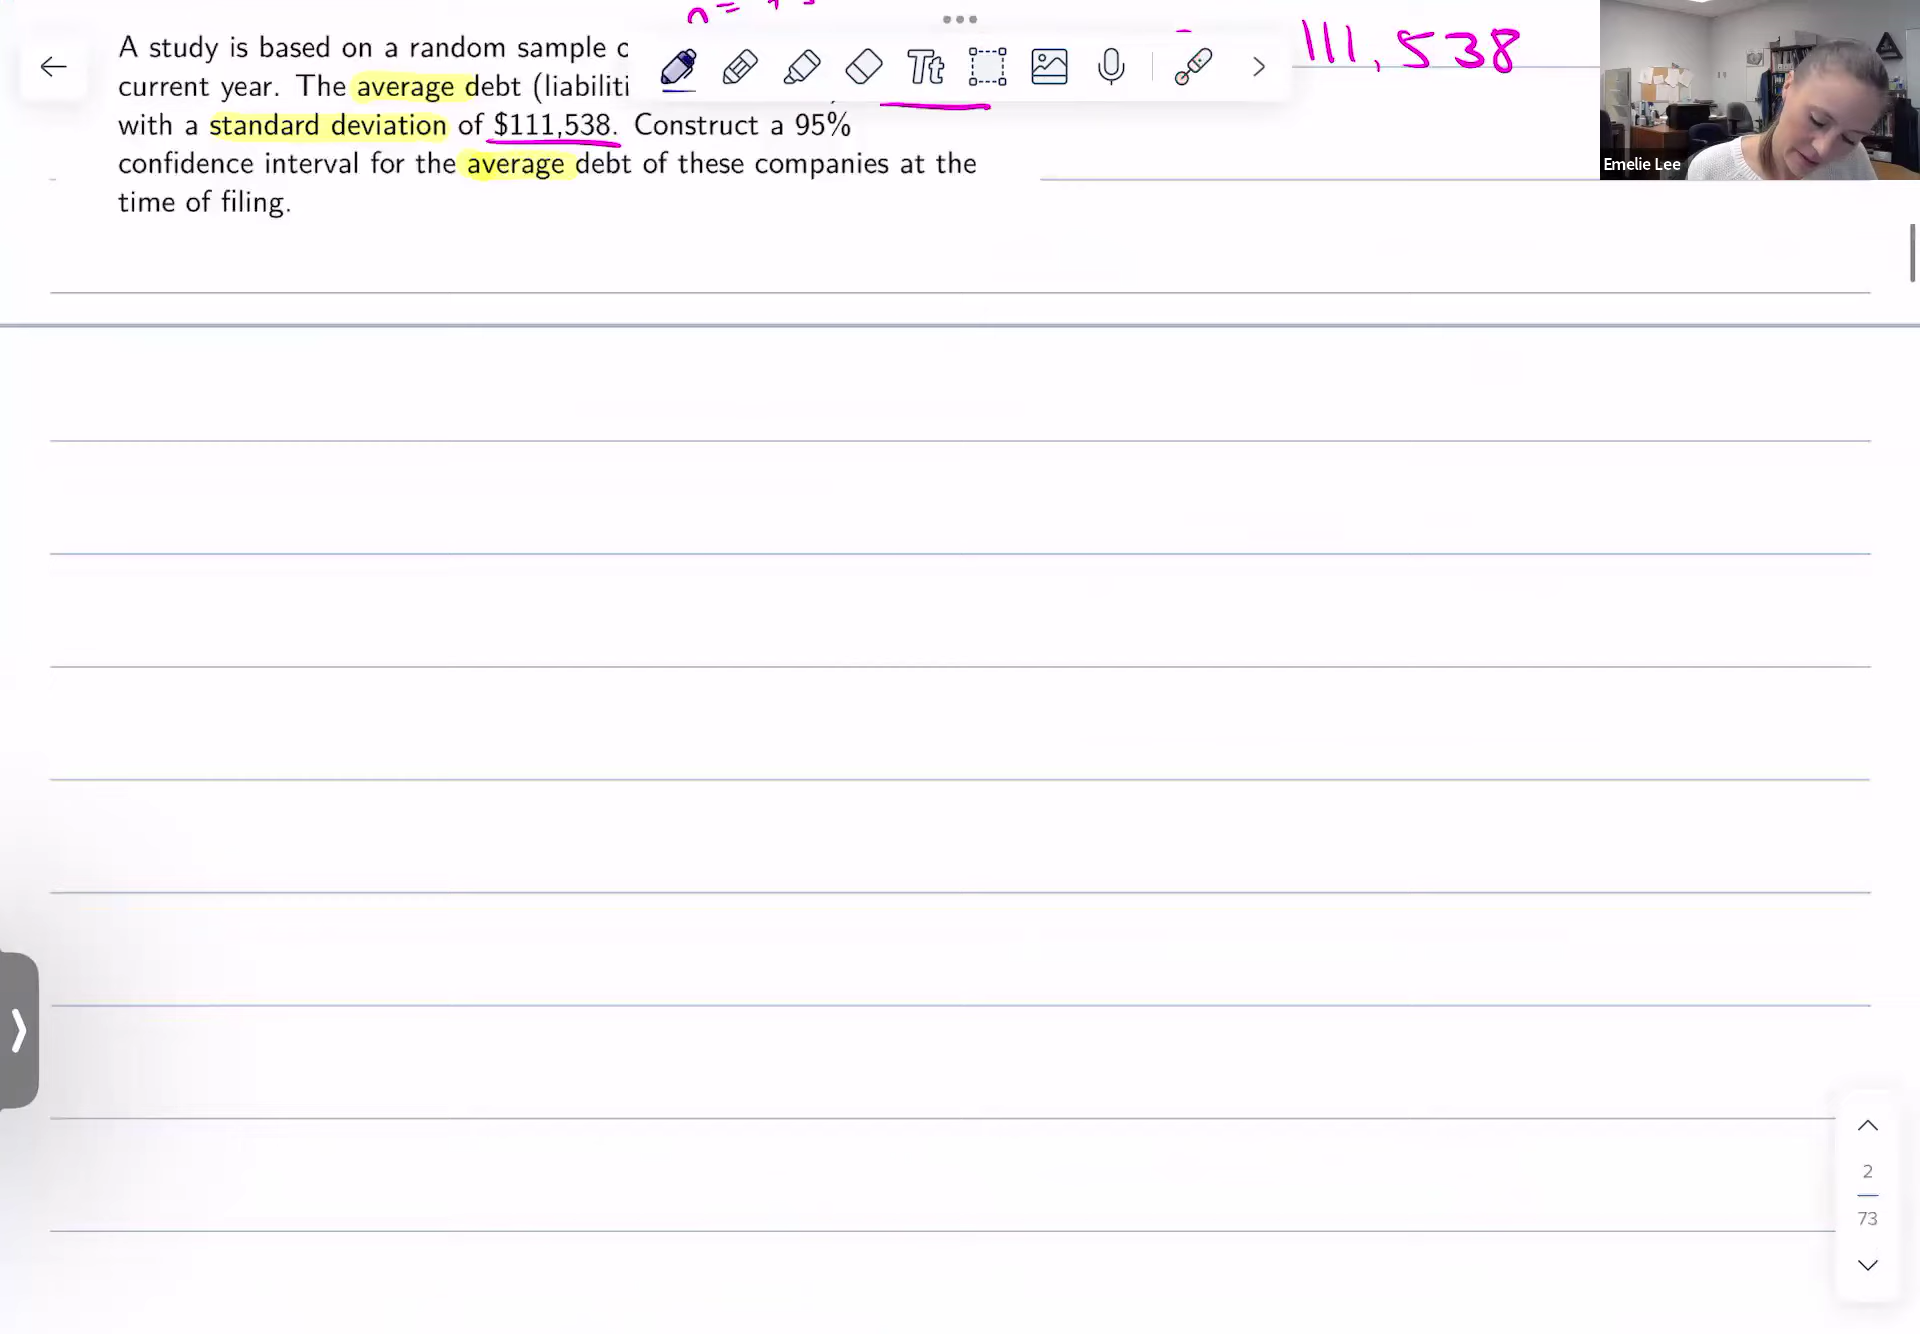 n =
A study is based on a random sample
current year. The average debt
with a standard deviation of $111,538. Construct a 95%
confidence interval for the average debt of these companies at the
time of filing.
Tt
111,538
Emelie Lee
2
73